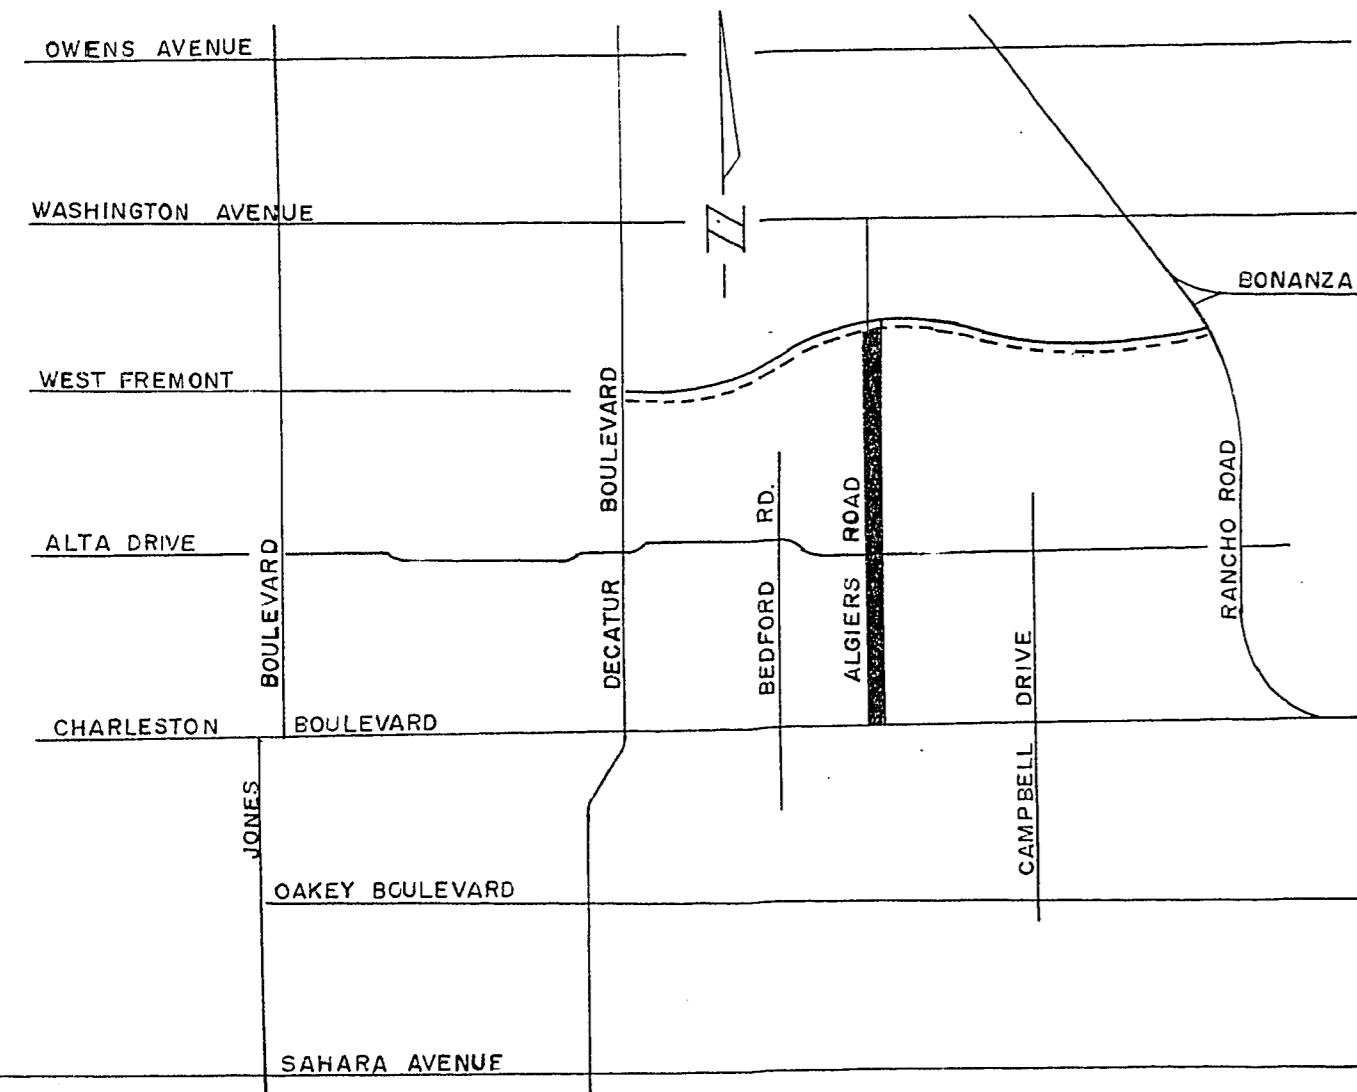 OWENS AVENUE
WASHINGTON AVENUE
N
BONANZA
WEST FREMONT
BOULEVARD
RANCHO ROAD
RD.
ROAD
ALTA DRIVE
BOULEVARD
DECATUR
BEDFORD
ALGIERS
CAMPBELL DRIVE
CHARLESTON BOULEVARD
JONES
OAKEY BOULEVARD
SAHARA AVENUE